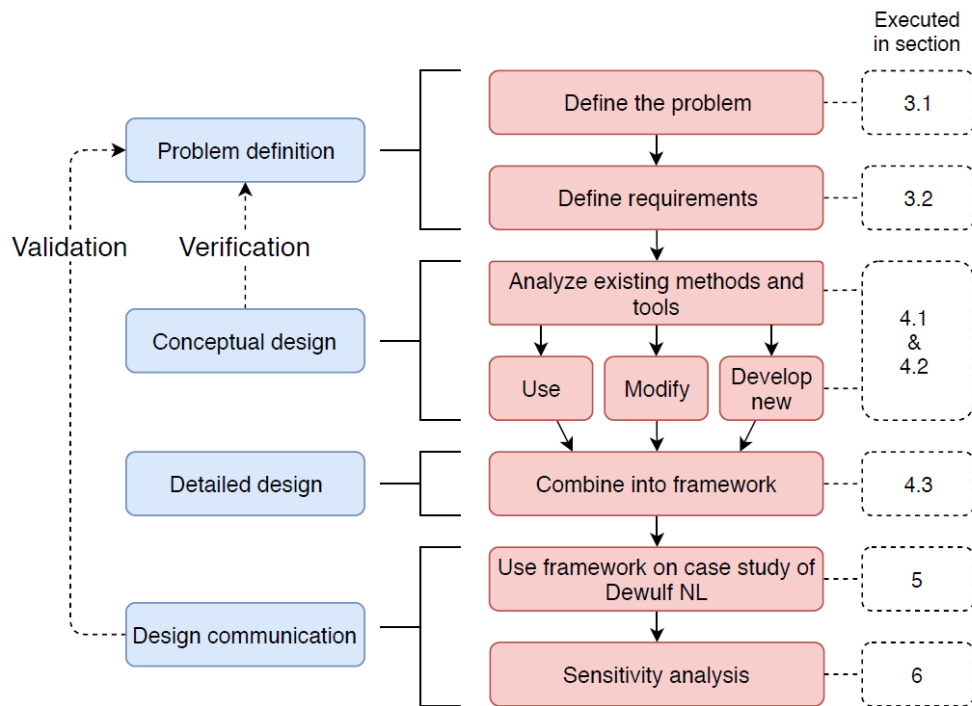 Executed
in section
Define the problem
3.1
Problem definition
Define requirements
3.2
Validation
Verification
Analyze existing methods and
tools
4.1
&
4.2
Conceptual design
Use
Modify
Develop
new
Detailed design
Combine into framework
4.3
Use framework on case study of
Dewulf NL
5
Design communication
Sensitivity analysis
6